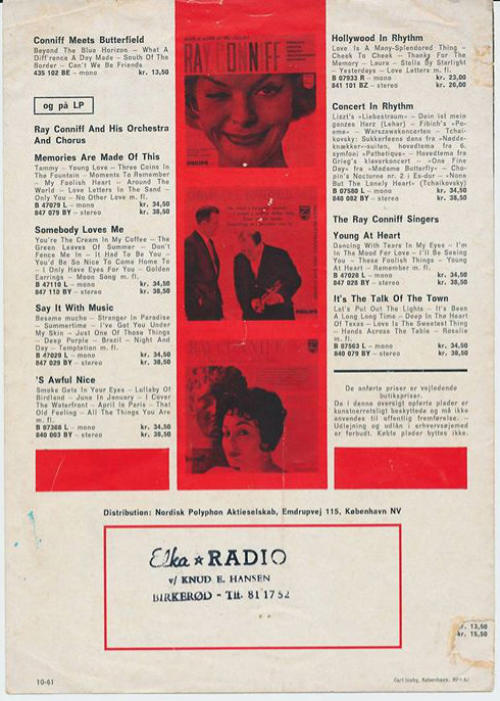 Conniff Meets Butterfield
Beyond The Blue Horizon – What A
Diff'rence A Day Made – South Of The
Border – Can't We Be Friends
435 102 BE – mono kr. 13,50
og på LP
Ray Conniff And His Orchestra
And Chorus
Memories Are Made Of This
Tammy – Young Love – Three Coins In
The Fountain – Moments To Remember
– My Foolish Heart – Around The
World – Love Letters In The Sand –
Only You – No Other Love m. fl.
B 47079 L – mono kr. 34,50
847 079 BY – stereo kr. 38,50
Somebody Loves Me
You're The Cream In My Coffee – The
Green Leaves Of Summer – Don't
Fence Me In – It Had To Be You –
You'd Be So Nice To Come Home To
– I Only Have Eyes For You – Golden
Earrings – Moon Song m. fl.
B 47110 L – mono kr. 34,50
847 110 BY – stereo kr. 38,50
Say It With Music
Besame mucho – Stranger In Paradise
– Summertime – I've Got You Under
My Skin – Just One Of Those Things
– Deep Purple – Brazil – Night And
Day – Temptation m. fl.
B 47029 L – mono kr. 34,50
847 029 BY – stereo kr. 38,50
'S Awful Nice
Smoke Gets In Your Eyes – Lullaby Of
Birdland – June In January – I Cover
The Waterfront – April In Paris – That
Old Feeling – All The Things You Are
m. fl.
B 07368 L – mono kr. 34,50
840 003 BY – stereo kr. 38,50
RAY CONNIFF
PHILIPS
PHILIPS
RAY CONNIFF
Hollywood In Rhythm
Love Is A Many-Splendored Thing –
Cheek To Cheek – Thanks For The
Memory – Laura – Stella By Starlight
– Yesterdays – Love Letters m. fl.
B 07933 R – mono kr. 23,00
841 101 BZ – stereo kr. 26,00
Concert In Rhythm
Liszt's »Liebestraum« – Dein ist mein
ganzes Herz (Lehar) – Fibich's »Po-
eme« – Warszawakoncerten – Tchai-
kovsky: Sukkerfeens dans fra »Nødde-
knækker«-suiten, hovedtema fra 6.
symfoni »Pathetique« – Hovedtema fra
Grieg's klaverkoncert – »One Fine
Day« fra »Madame Butterfly« – Cho-
pin's Nocturne nr. 2 i Es-dur – »None
But The Lonely Heart« (Tchaikovsky)
B 07580 L – mono kr. 34,50
840 002 BY – stereo kr. 38,50
The Ray Conniff Singers
Young At Heart
Dancing With Tears In My Eyes – I'm
In The Mood For Love – I'll Be Seeing
You – These Foolish Things – Young
At Heart – Remember m. fl.
B 47028 L – mono kr. 34,50
847 028 BY – stereo kr. 38,50
It's The Talk Of The Town
Let's Put Out The Lights – It's Been
A Long Long Time – Deep In The Heart
Of Texas – Love Is The Sweetest Thing
– Hands Across The Table – Rosalie
m. fl.
B 07563 L – mono kr. 34,50
840 079 BY – stereo kr. 38,50
De anførte priser er vejledende
butikspriser.
De i denne oversigt opførte plader er
kunstnerretsligt beskyttede og må ikke
anvendes til offentlig fremførelse. –
Udlejning og udlån i erhvervsøjemed
er forbudt. Købte plader byttes ikke.
Distribution: Nordisk Polyphon Aktieselskab, Emdrupvej 115, København NV
Elka ★ RADIO
v/ KNUD E. HANSEN
BIRKERØD – Tlf. 81 17 52
kr. 13,50
kr. 15,50
10-61